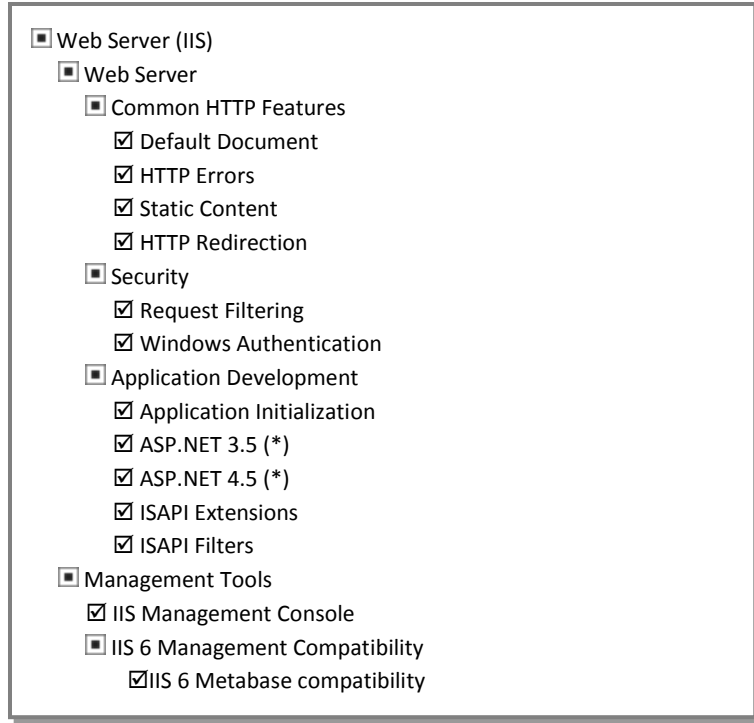 Web Server (IIS)
Web Server
Common HTTP Features
Default Document
HTTP Errors
Static Content
HTTP Redirection
Security
Request Filtering
Windows Authentication
Application Development
Application Initialization
ASP.NET 3.5 (*)
ASP.NET 4.5 (*)
ISAPI Extensions
ISAPI Filters
Management Tools
IIS Management Console
IIS 6 Management Compatibility
IIS 6 Metabase compatibility